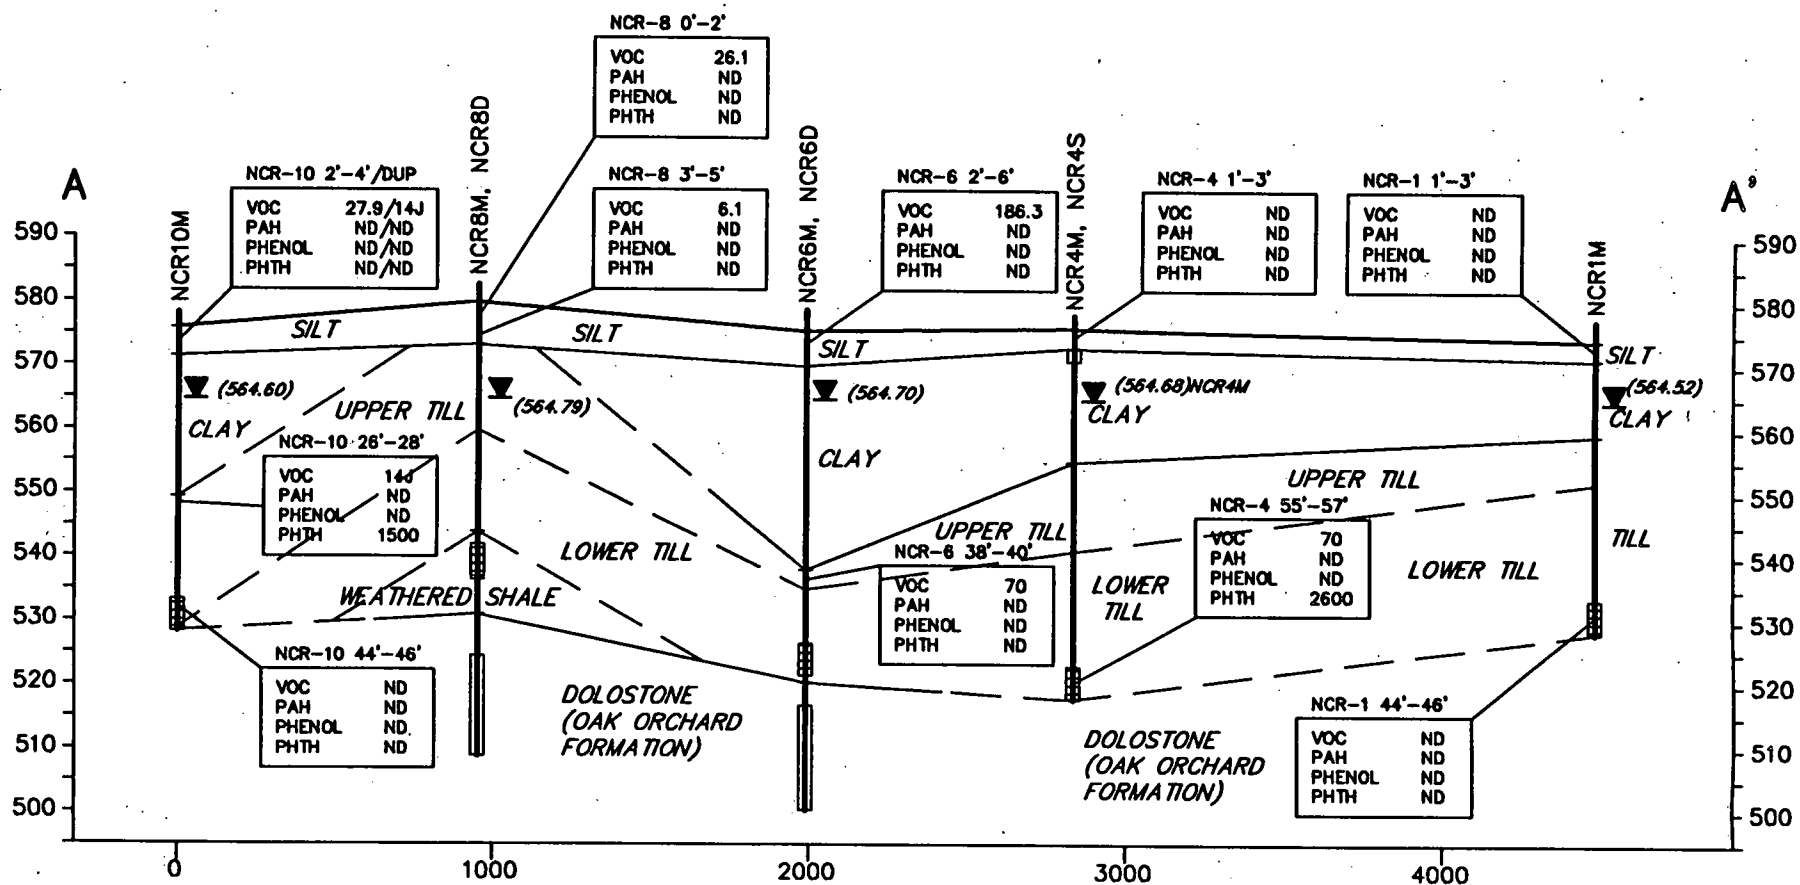 NCR-8 0'-2'
VOC 26.1
PAH ND
PHENOL ND
PHTH ND
A
NCR10M
NCR-10 2'-4'/DUP
VOC 27.9/14J
PAH ND/ND
PHENOL ND/ND
PHTH ND/ND
NCR8M, NCR8D
NCR-8 3'-5'
VOC 6.1
PAH ND
PHENOL ND
PHTH ND
NCR6M, NCR6D
NCR-6 2'-6'
VOC 186.3
PAH ND
PHENOL ND
PHTH ND
NCR4M, NCR4S
NCR-4 1'-3'
VOC ND
PAH ND
PHENOL ND
PHTH ND
NCR-1 1'-3'
VOC ND
PAH ND
PHENOL ND
PHTH ND
NCR1M
A'
590
580
570
560
550
540
530
520
510
500
SILT
SILT
SILT
SILT
(564.60)
(564.79)
(564.70)
(564.68)NCR4M
(564.52)
CLAY
UPPER TILL
CLAY
CLAY
CLAY
NCR-10 26'-28'
VOC 14J
PAH ND
PHENOL ND
PHTH 1500
LOWER TILL
WEATHERED SHALE
UPPER TILL
UPPER TILL
NCR-6 38'-40'
VOC 70
PAH ND
PHENOL ND
PHTH ND
LOWER
TILL
NCR-4 55'-57'
VOC 70
PAH ND
PHENOL ND
PHTH 2600
LOWER TILL
TILL
NCR-10 44'-46'
VOC ND
PAH ND
PHENOL ND
PHTH ND
DOLOSTONE
(OAK ORCHARD
FORMATION)
DOLOSTONE
(OAK ORCHARD
FORMATION)
NCR-1 44'-46'
VOC ND
PAH ND
PHENOL ND
PHTH ND
590
580
570
560
550
540
530
520
510
500
0 1000 2000 3000 4000